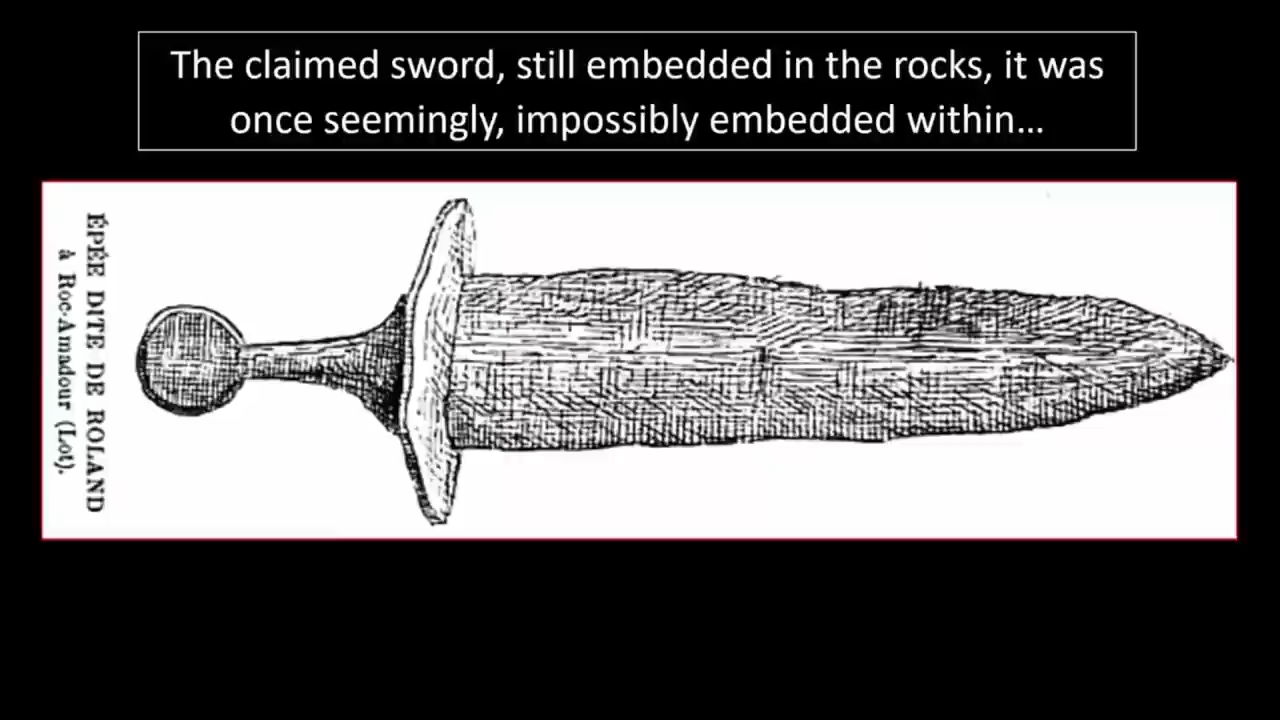 The claimed sword, still embedded in the rocks, it was
once seemingly, impossibly embedded within...
ÉPÉE DITE DE ROLAND
à Roc-Amadour (Lot).